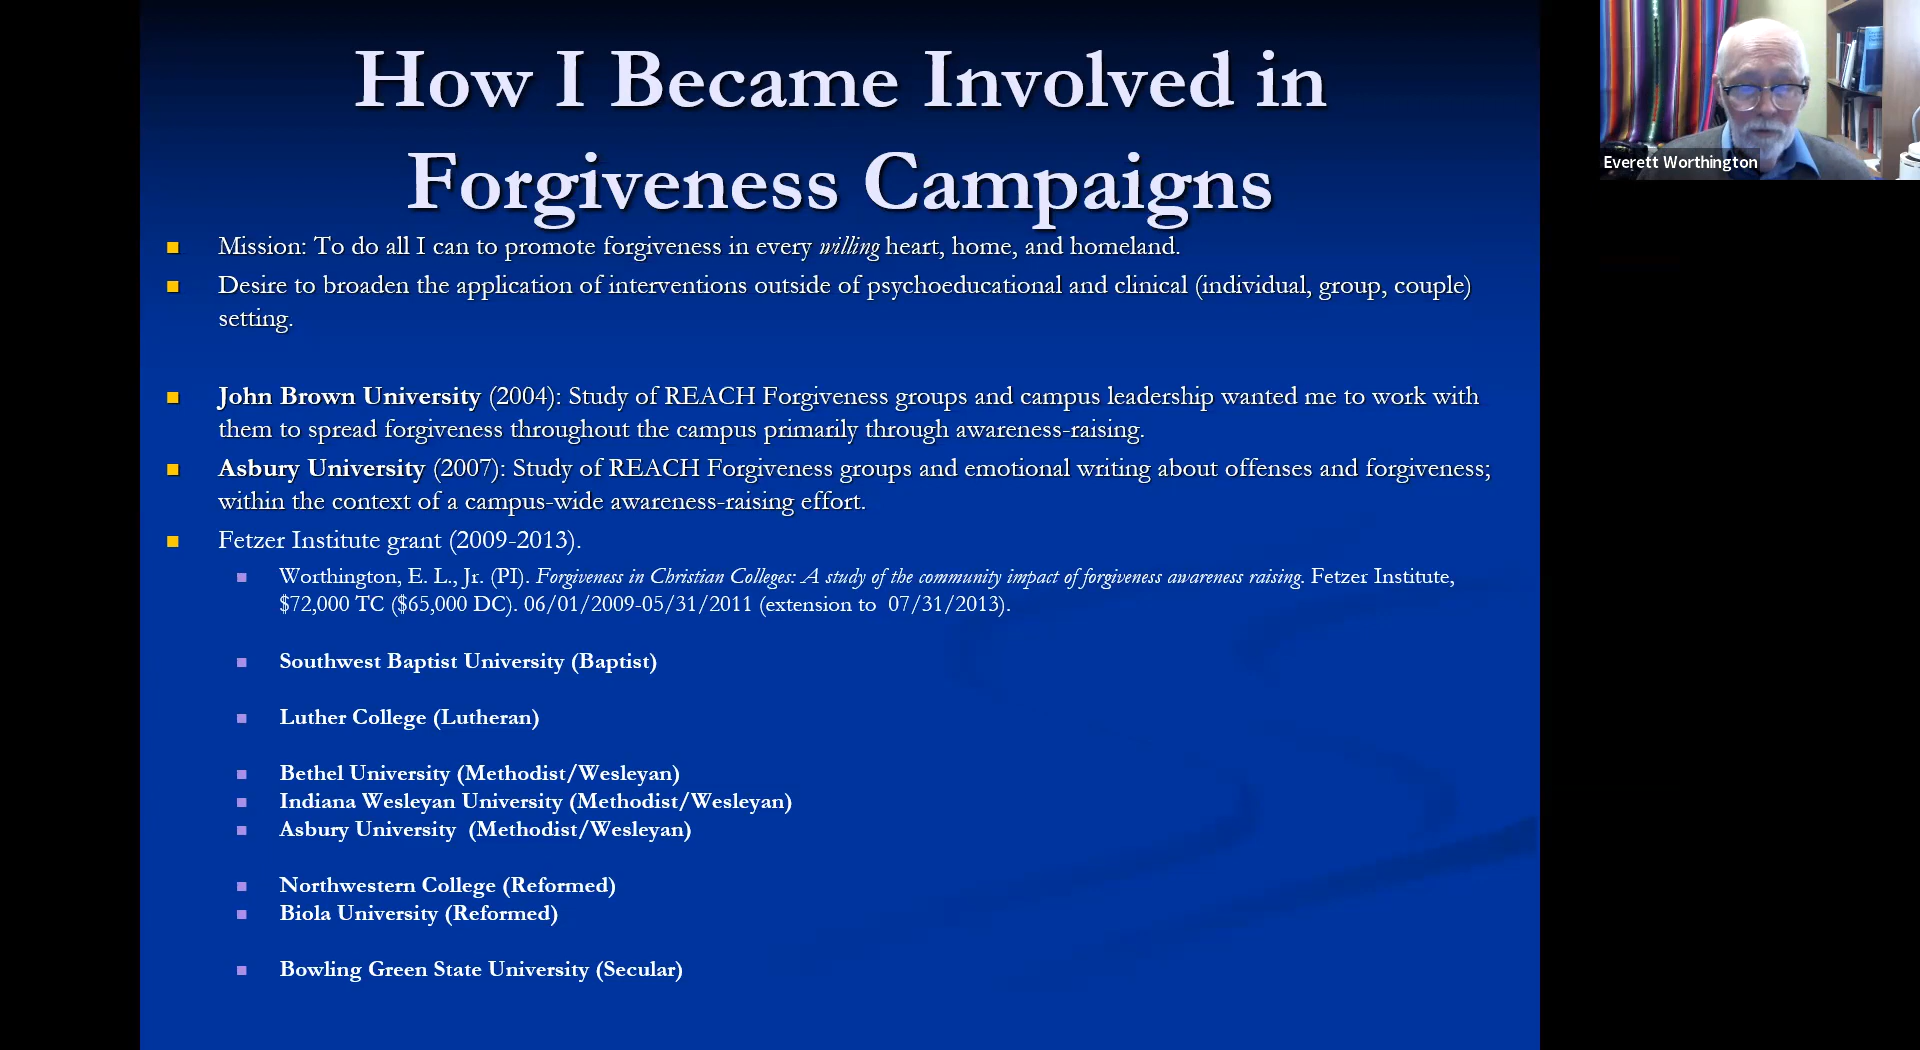 How I Became Involved in
Forgiveness Campaigns
Mission: To do all I can to promote forgiveness in every willing heart, home, and homeland.
Desire to broaden the application of interventions outside of psychoeducational and clinical (individual, group, couple)
setting.
John Brown University (2004): Study of REACH Forgiveness groups and campus leadership wanted me to work with
them to spread forgiveness throughout the campus primarily through awareness-raising.
Asbury University (2007): Study of REACH Forgiveness groups and emotional writing about offenses and forgiveness;
within the context of a campus-wide awareness-raising effort.
Fetzer Institute grant (2009-2013).
Worthington, E. L., Jr. (PI). Forgiveness in Christian Colleges: A study of the community impact of forgiveness awareness raising. Fetzer Institute,
$72,000 TC ($65,000 DC). 06/01/2009-05/31/2011 (extension to 07/31/2013).
Southwest Baptist University (Baptist)
Luther College (Lutheran)
Bethel University (Methodist/Wesleyan)
Indiana Wesleyan University (Methodist/Wesleyan)
Asbury University (Methodist/Wesleyan)
Northwestern College (Reformed)
Biola University (Reformed)
Bowling Green State University (Secular)
Everett Worthington